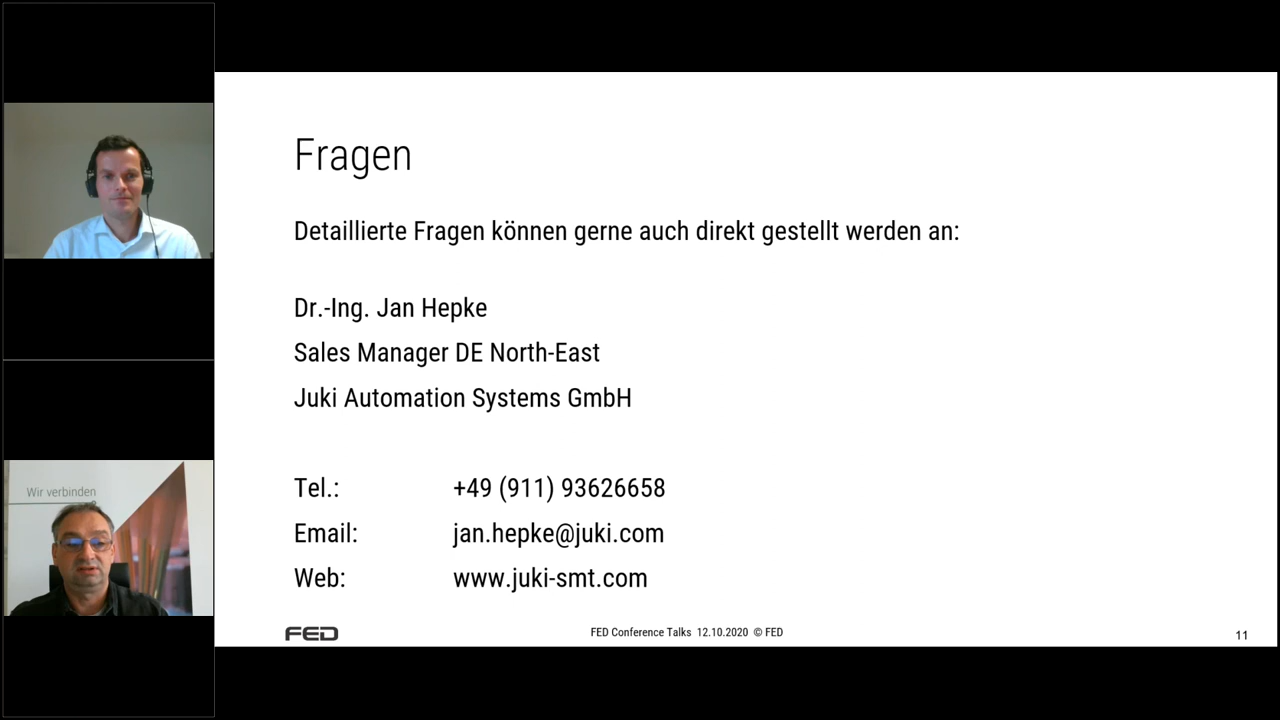 Wir verbinden
Fragen
Detaillierte Fragen können gerne auch direkt gestellt werden an:
Dr.-Ing. Jan Hepke
Sales Manager DE North-East
Juki Automation Systems GmbH
Tel.: +49 (911) 93626658
Email: jan.hepke@juki.com
Web: www.juki-smt.com
FED FED Conference Talks 12.10.2020 © FED 11